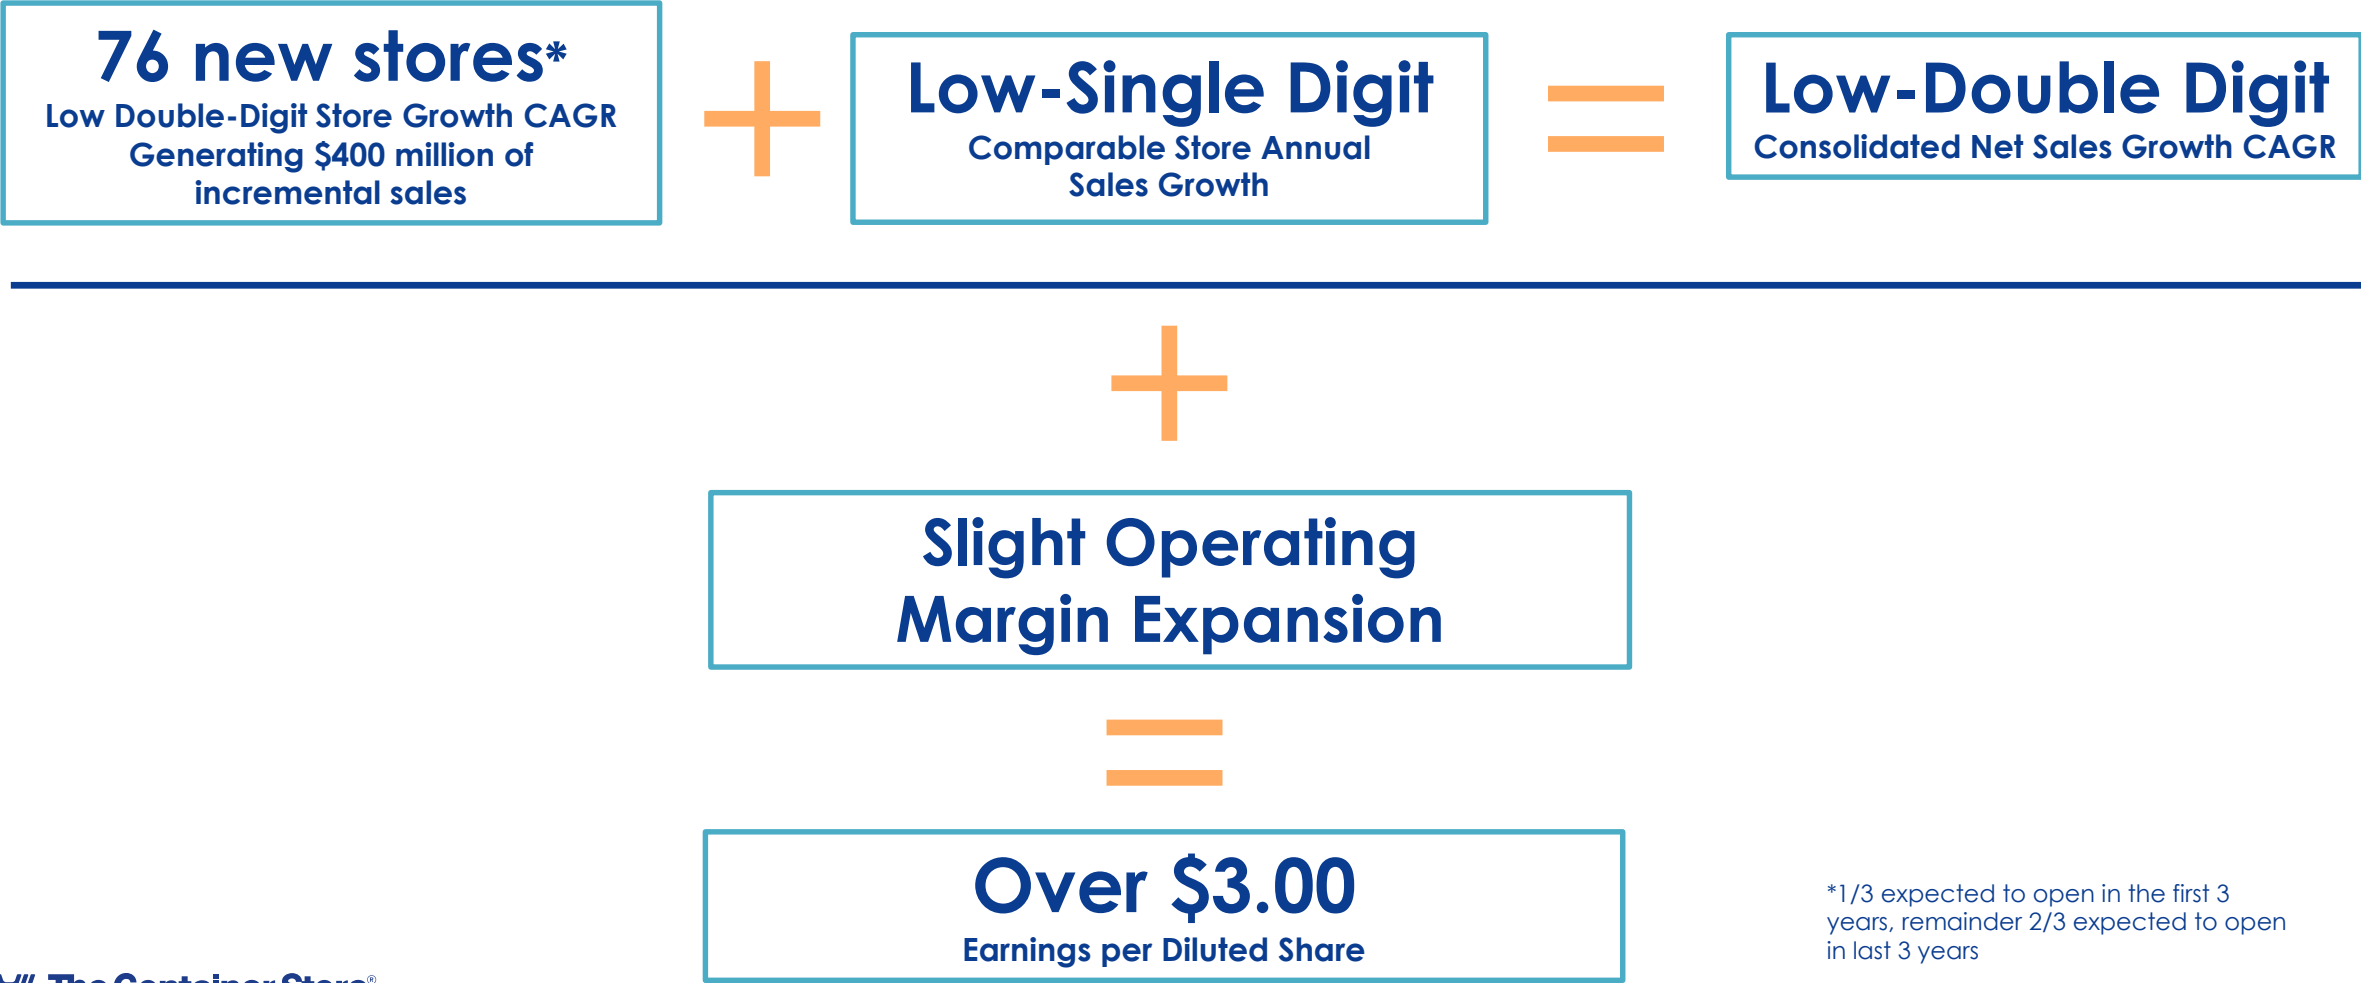 76 new stores*
Low Double-Digit Store Growth CAGR
Generating $400 million of
incremental sales
+
Low-Single Digit
Comparable Store Annual
Sales Growth
=
Low-Double Digit
Consolidated Net Sales Growth CAGR
+
Slight Operating
Margin Expansion
=
Over $3.00
Earnings per Diluted Share
*1/3 expected to open in the first 3
years, remainder 2/3 expected to open
in last 3 years
The Container Store®